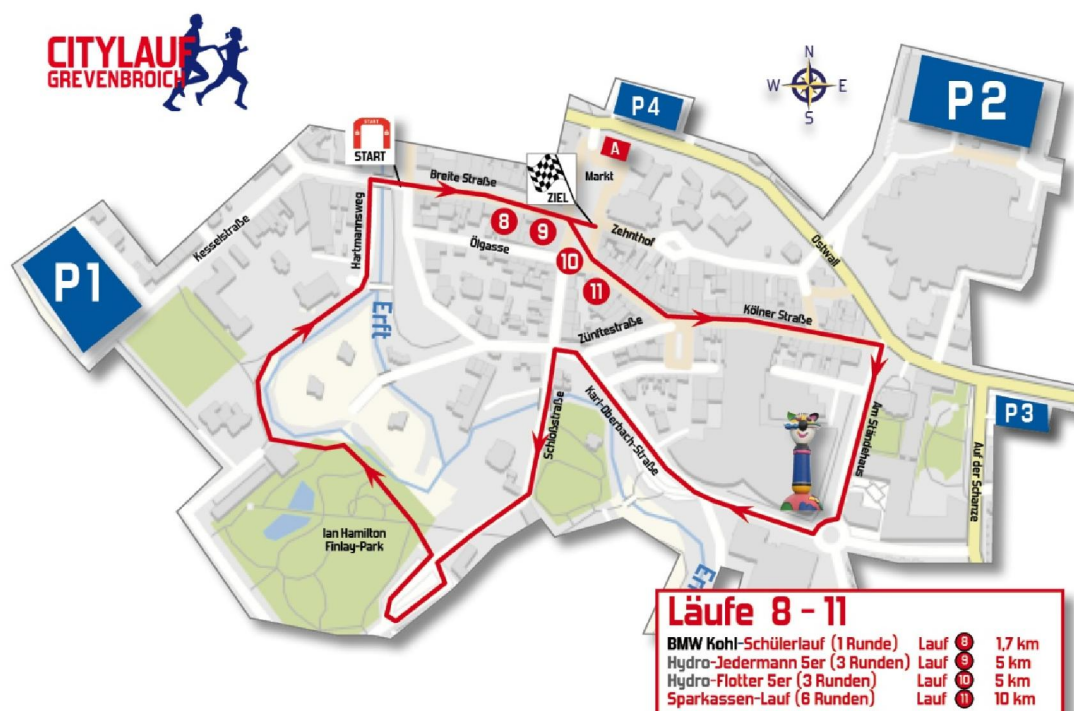 CITYLAUF
GREVENBROICH
N
W E
S
P4
P2
START
START
A
Breite Straße
ZIEL
Markt
Kesselstraße
Hartmannsweg
8
9
Zehnthof
Ölgasse
10
Ostwall
P1
11
Erft
Kölner Straße
Zünftestraße
Karl-Oberbach-Straße
Schloßstraße
Am Ständehaus
P3
Auf der Schanze
Ian Hamilton
Finlay-Park
Erft
Läufe 8 - 11
BMW Kohl-Schülerlauf (1 Runde) Lauf 8 1,7 km
Hydro-Jedermann 5er (3 Runden) Lauf 9 5 km
Hydro-Flotter 5er (3 Runden) Lauf 10 5 km
Sparkassen-Lauf (6 Runden) Lauf 11 10 km